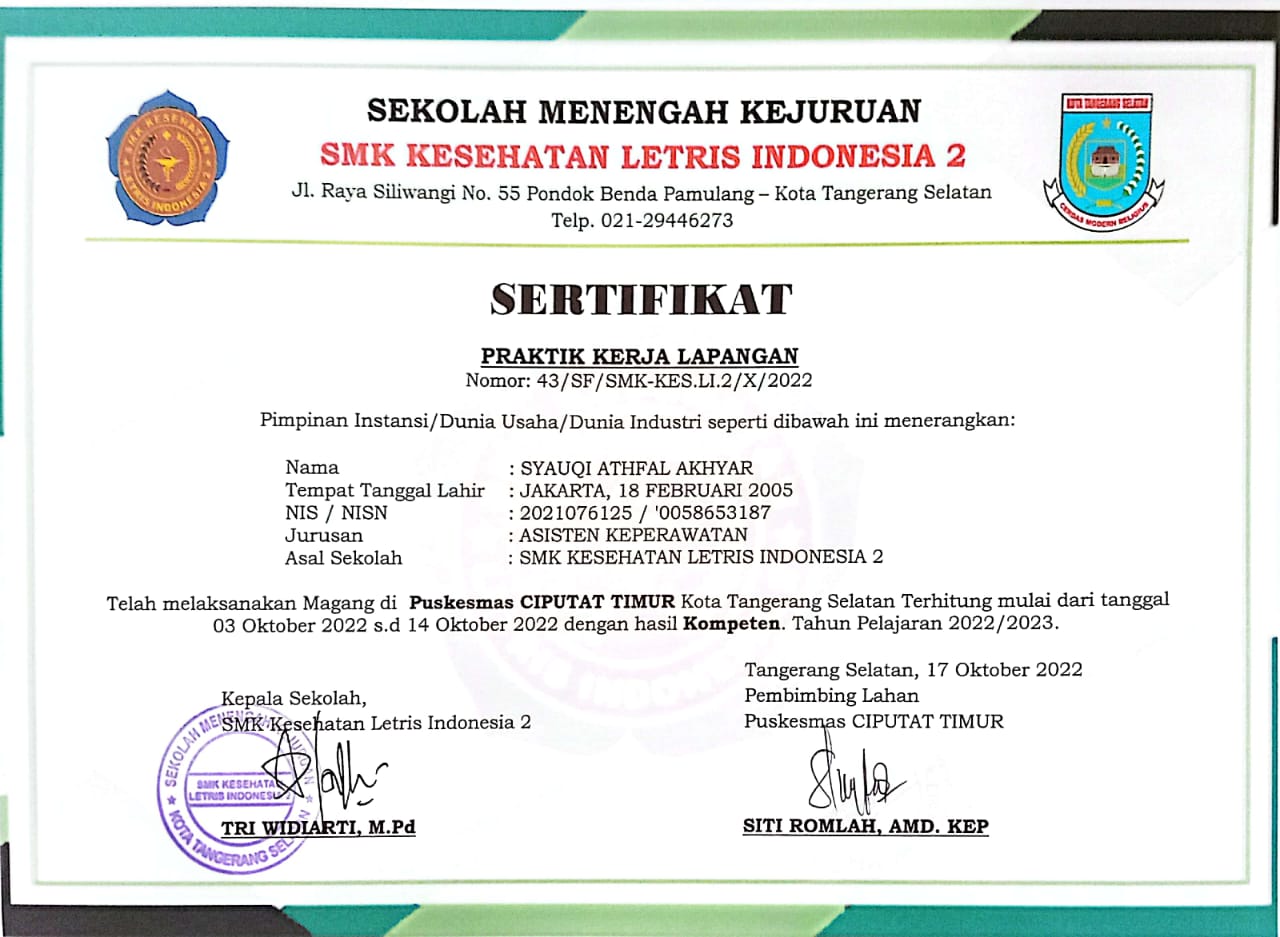 SEKOLAH MENENGAH KEJURUAN
SMK KESEHATAN LETRIS INDONESIA 2
Jl. Raya Siliwangi No. 55 Pondok Benda Pamulang – Kota Tangerang Selatan
Telp. 021-29446273
SMK KESEHATAN
LETRIS INDONESIA 2
KOTA TANGERANG SELATAN
CERDAS MODERN RELIGIUS
SERTIFIKAT
PRAKTIK KERJA LAPANGAN
Nomor: 43/SF/SMK-KES.LI.2/X/2022
Pimpinan Instansi/Dunia Usaha/Dunia Industri seperti dibawah ini menerangkan:
Nama : SYAUQI ATHFAL AKHYAR
Tempat Tanggal Lahir : JAKARTA, 18 FEBRUARI 2005
NIS / NISN : 2021076125 / '0058653187
Jurusan : ASISTEN KEPERAWATAN
Asal Sekolah : SMK KESEHATAN LETRIS INDONESIA 2
Telah melaksanakan Magang di Puskesmas CIPUTAT TIMUR Kota Tangerang Selatan Terhitung mulai dari tanggal
03 Oktober 2022 s.d 14 Oktober 2022 dengan hasil Kompeten. Tahun Pelajaran 2022/2023.
Tangerang Selatan, 17 Oktober 2022
Kepala Sekolah,
SMK Kesehatan Letris Indonesia 2
Pembimbing Lahan
Puskesmas CIPUTAT TIMUR
SEKOLAH MENENGAH KEJURUAN
SMK KESEHATA
LETRIS INDONESI 2
KOTA TANGERANG SELATAN
TRI WIDIARTI, M.Pd
SITI ROMLAH, AMD. KEP